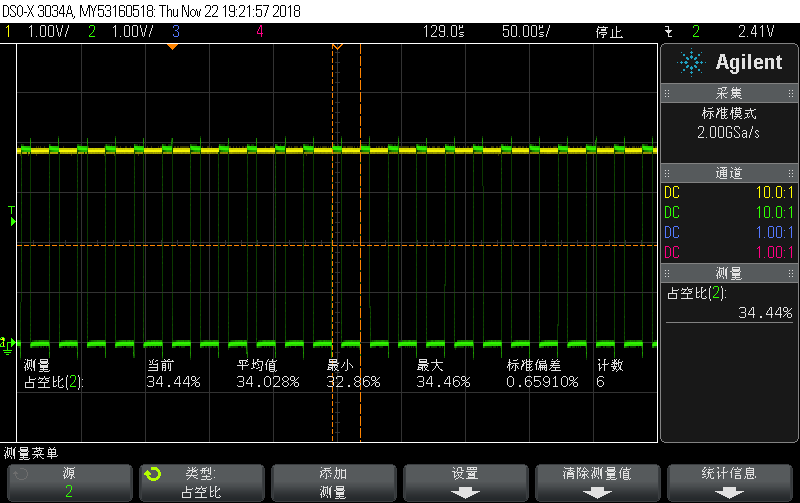 DSO-X 3034A, MY53160518: Thu Nov 22 19:21:57 2018
1 1.00V/ 2 1.00V/ 3 4 129.0s 50.00s/ 停止 2 2.41V
Agilent
采集
标准模式
2.00GSa/s
通道
DC 10.0:1
DC 10.0:1
DC 1.00:1
DC 1.00:1
测量
占空比(2):
34.44%
T
测量 当前 平均值 最小 最大 标准偏差 计数
占空比(2): 34.44% 34.028% 32.86% 34.46% 0.65910% 6
测量菜单
源 类型: 添加 设置 清除测量值 统计信息
2 占空比 测量